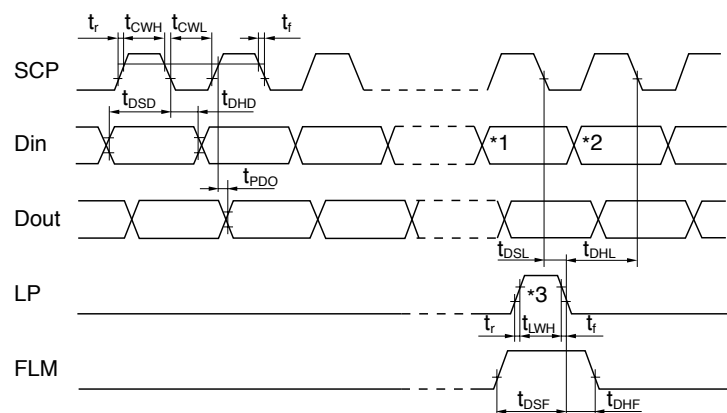 tr tCWH tCWL tf
SCP
tDSD tDHD
Din *1 *2
tPDO
Dout
tDSL tDHL
LP *3
tr tLWH tf
FLM
tDSF tDHF